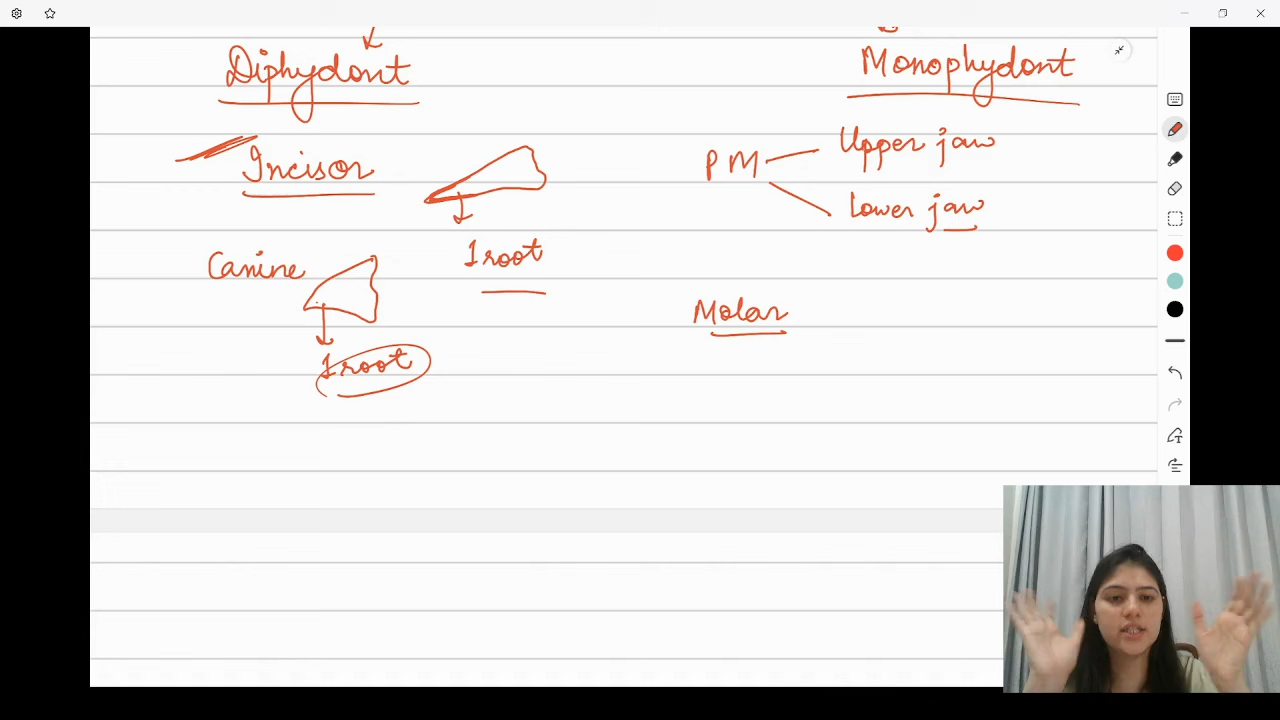 Diphydont
Monophydont
Incisor
1 root
Canine
1 root
PM
Upper jaw
Lower jaw
Molar